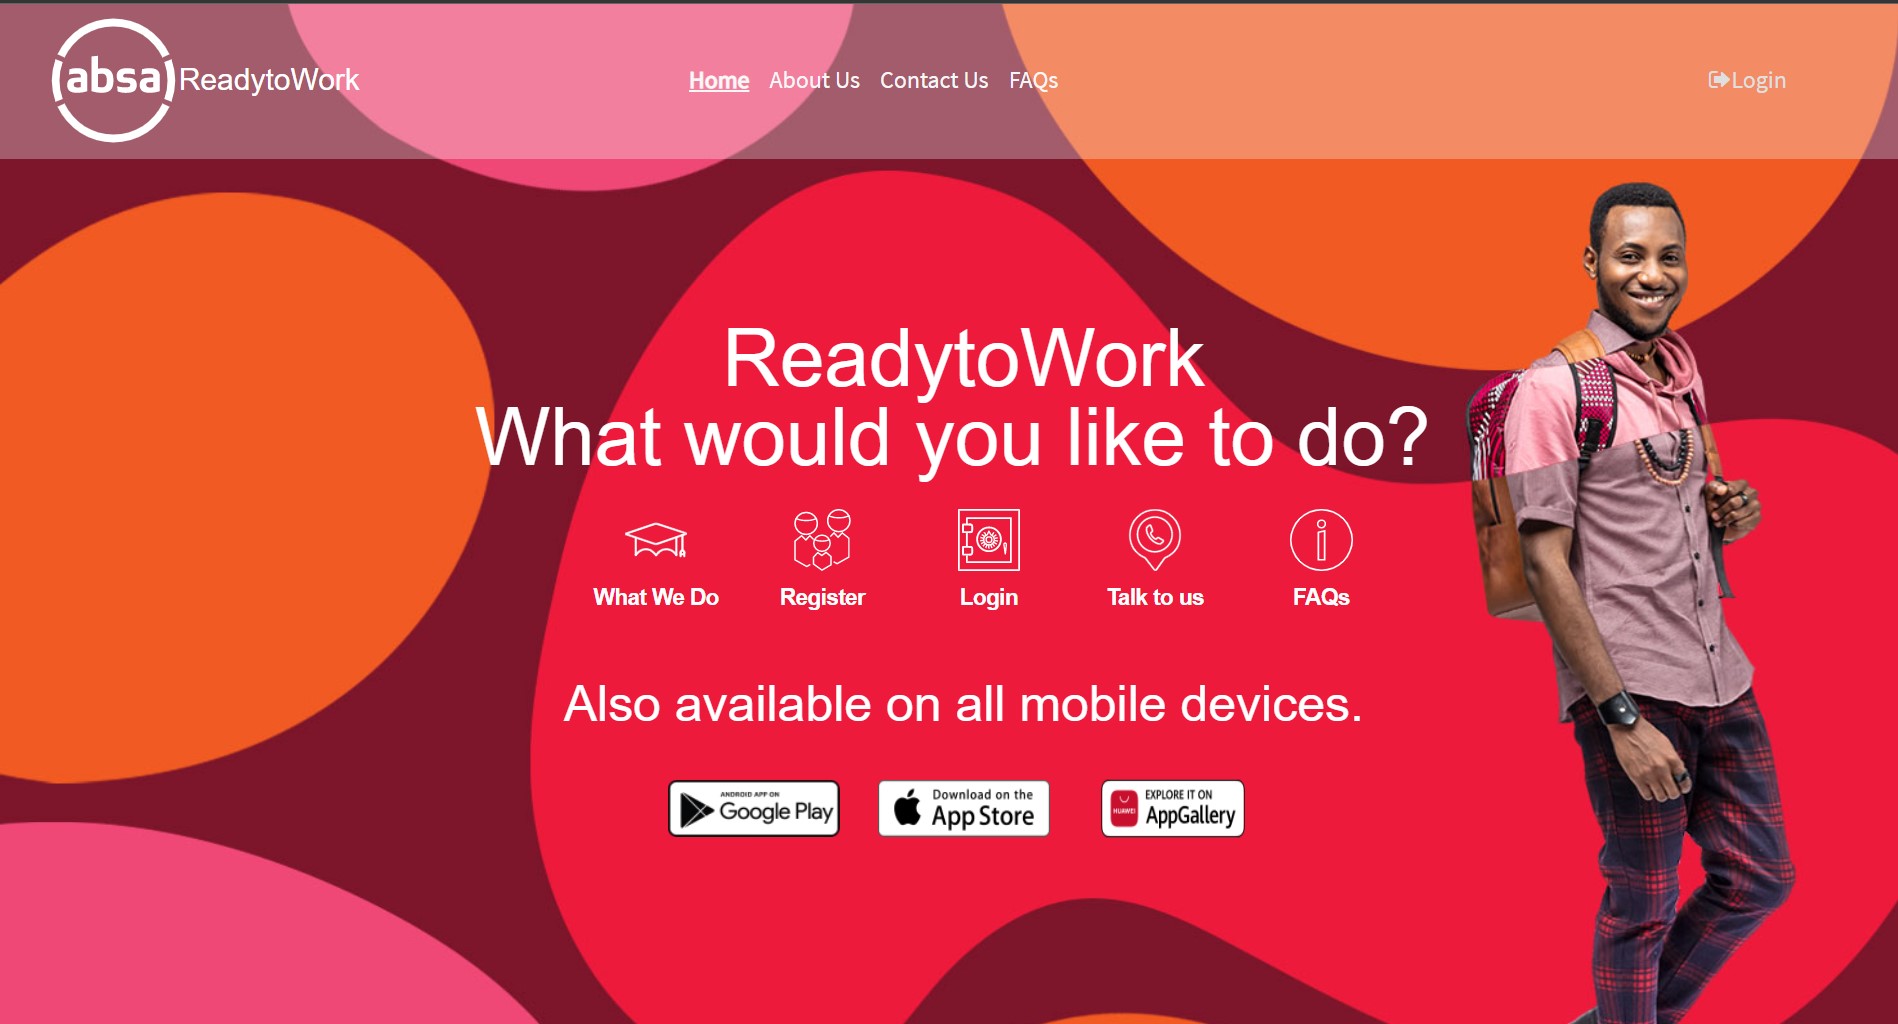 absa ReadytoWork
Home About Us Contact Us FAQs
Login
ReadytoWork
What would you like to do?
What We Do Register Login Talk to us FAQs
Also available on all mobile devices.
ANDROID APP ON
Google Play
Download on the
App Store
HUAWEI
EXPLORE IT ON
AppGallery